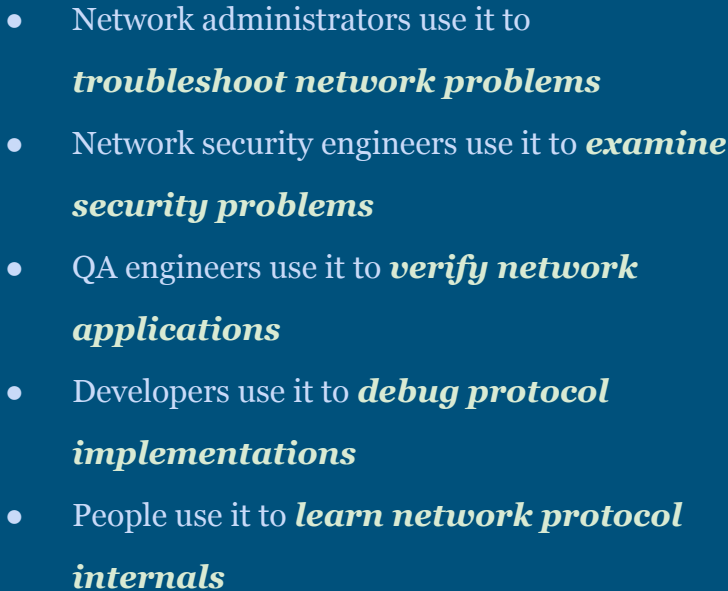 ● Network administrators use it to
troubleshoot network problems
● Network security engineers use it to examine
security problems
● QA engineers use it to verify network
applications
● Developers use it to debug protocol
implementations
● People use it to learn network protocol
internals